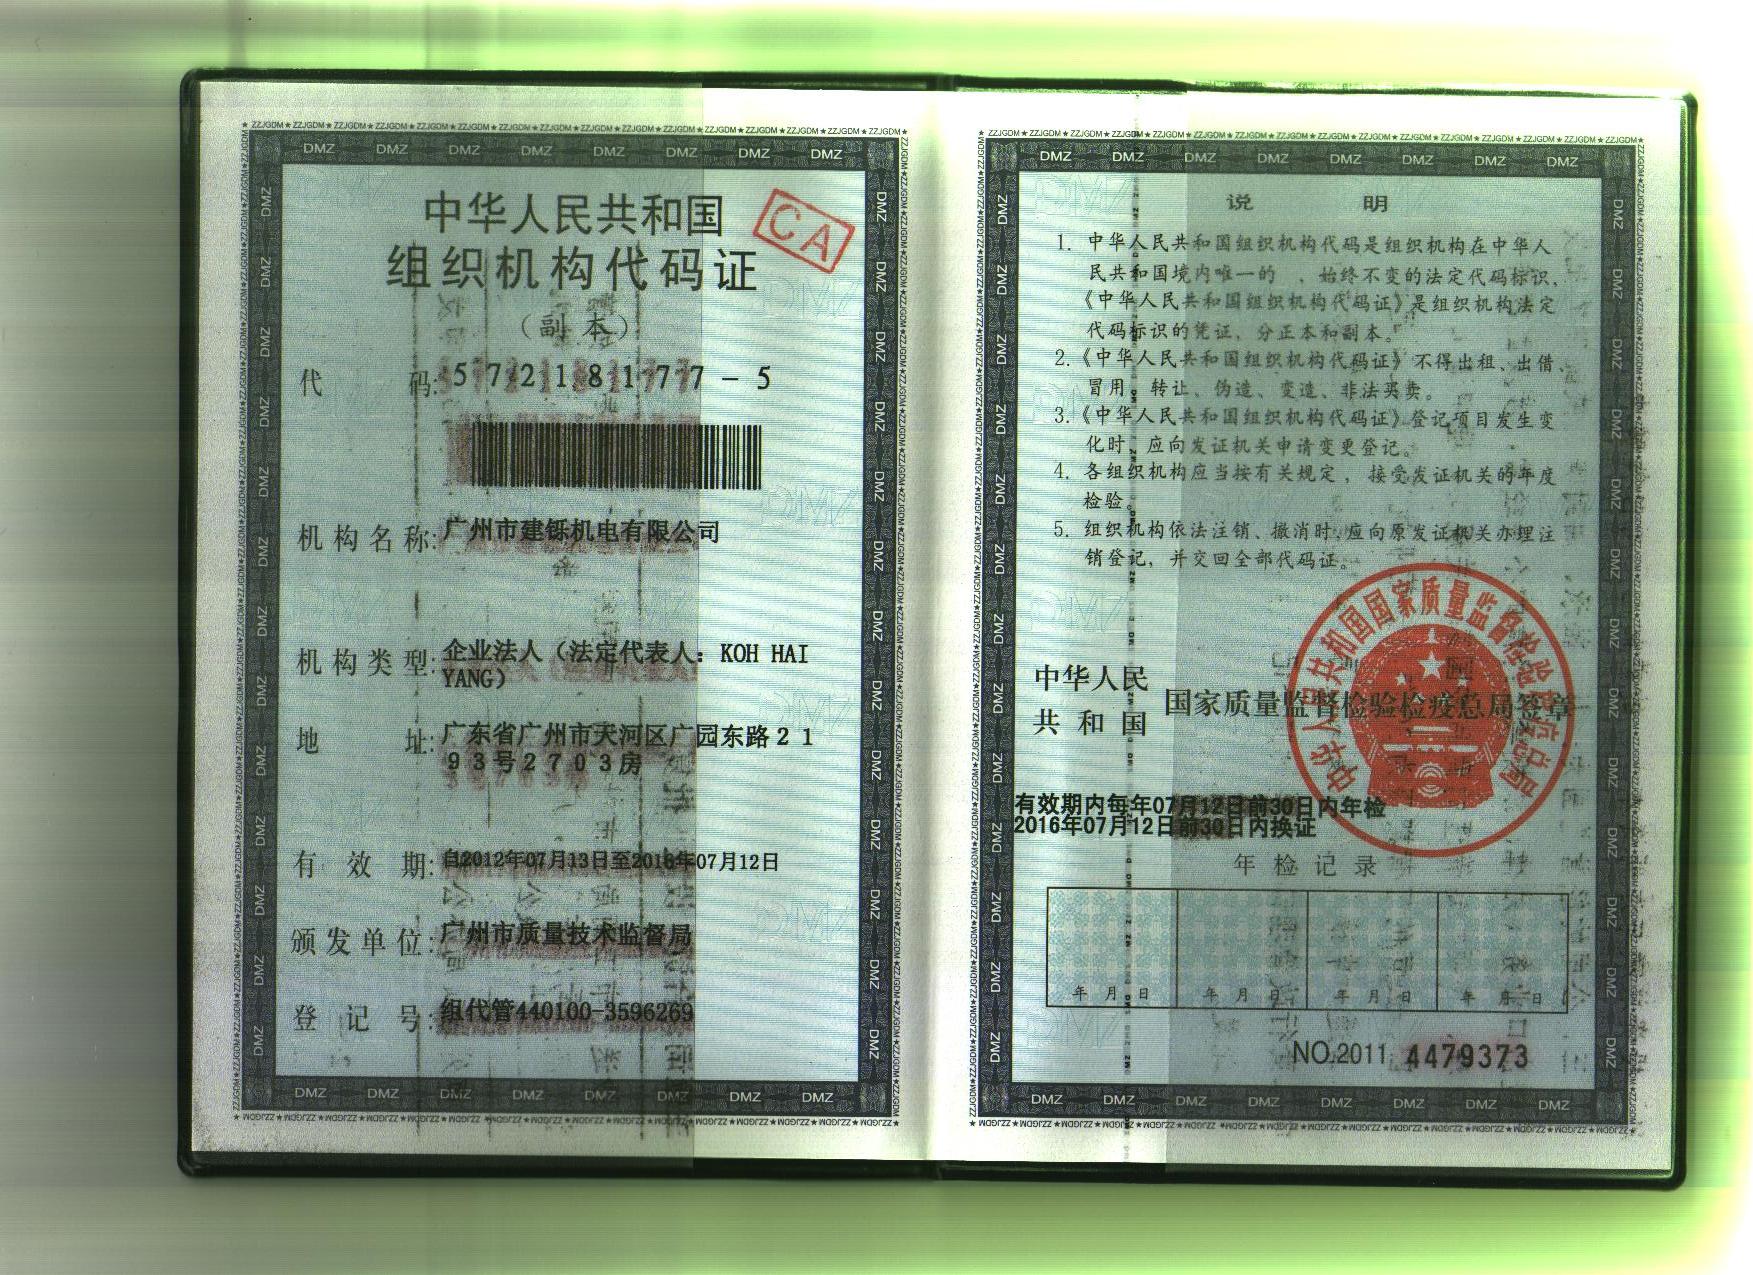 中华人民共和国
组织机构代码证
CA
（副 本）
代 码: 57218177-5
机构名称: 广州市建铄机电有限公司
机构类型: 企业法人（法定代表人：KOH HAI
YANG）
地 址: 广东省广州市天河区广园东路21
93号2703房
有 效 期: 自2012年07月13日至2016年07月12日
颁发单位: 广州市质量技术监督局
登 记 号: 组代管440100-3596269
说 明
1. 中华人民共和国组织机构代码是组织机构在中华人
民共和国境内唯一的 、始终不变的法定代码标识，
《中华人民共和国组织机构代码证》是组织机构法定
代码标识的凭证，分正本和副本。
2.《中华人民共和国组织机构代码证》不得出租、出借、
冒用、转让、伪造、变造、非法买卖。
3.《中华人民共和国组织机构代码证》登记项目发生变
化时，应向发证机关申请变更登记。
4. 各组织机构应当按有关规定，接受发证机关的年度
检验。
5. 组织机构依法注销、撤消时，应向原发证机关办理注
销登记，并交回全部代码证。
中华人民
共和国 国家质量监督检验检疫总局签章
中华人民共和国国家质量监督检验检疫总局
有效期内每年07月12日前30日内年检
2016年07月12日前30日内换证
年检记录
年 月 日 年 月 日 年 月 日 年 月 日
NO.2011 4479373